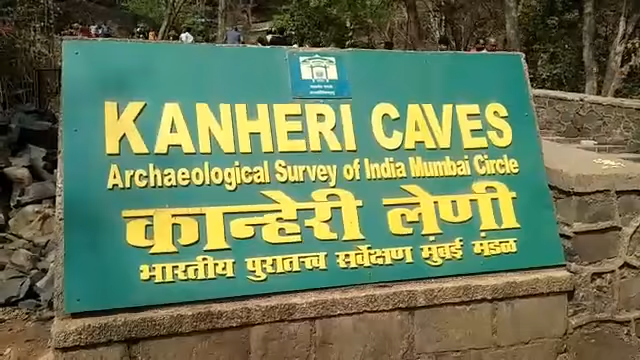 KANHERI CAVES
Archaeological Survey of India Mumbai Circle
कान्हेरी लेणी
भारतीय पुरातत्त्व सर्वेक्षण मुंबई मंडळ